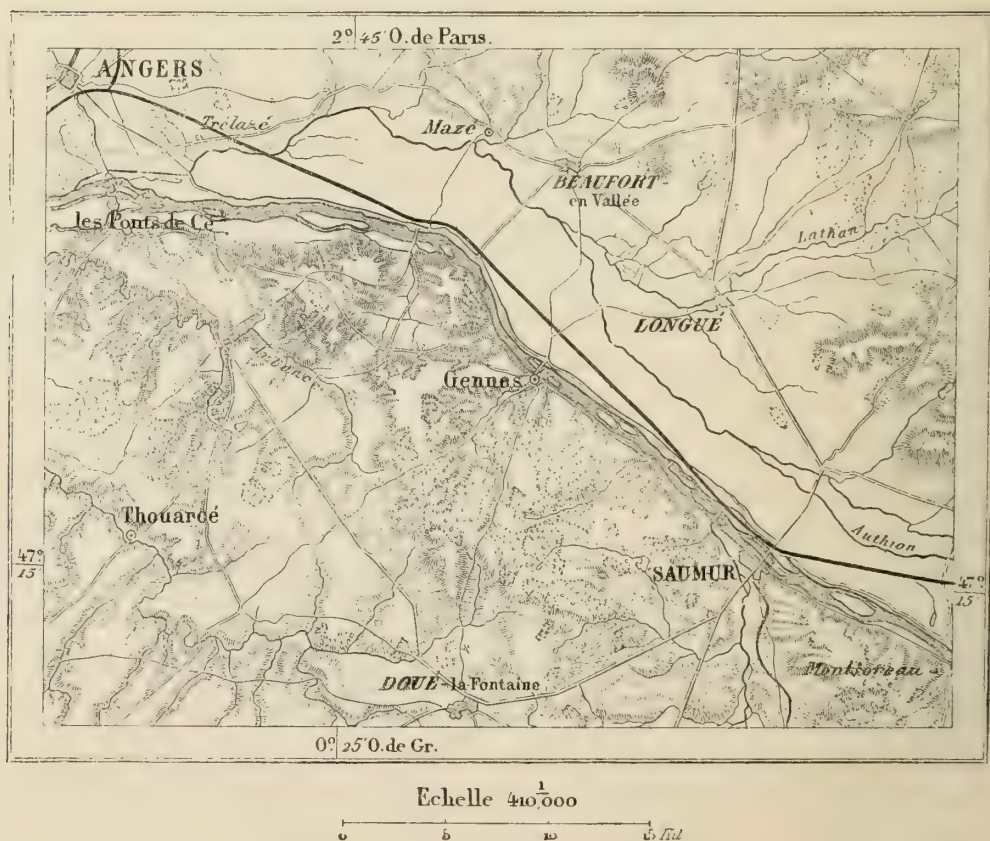 2° 45' O. de Paris.
ANGERS
Trélazé
Mazé
BEAUFORT-
en Vallée
les Ponts de Cé
Lathan
LONGUÉ
Aubance
Gennes
Thouarcé
Authion
47°
15'
SAUMUR
47°
15'
Montsoreau
DOUÉ-la-Fontaine
0° 25' O. de Gr.
Echelle 1/410,000
0 5 10 15 Kil